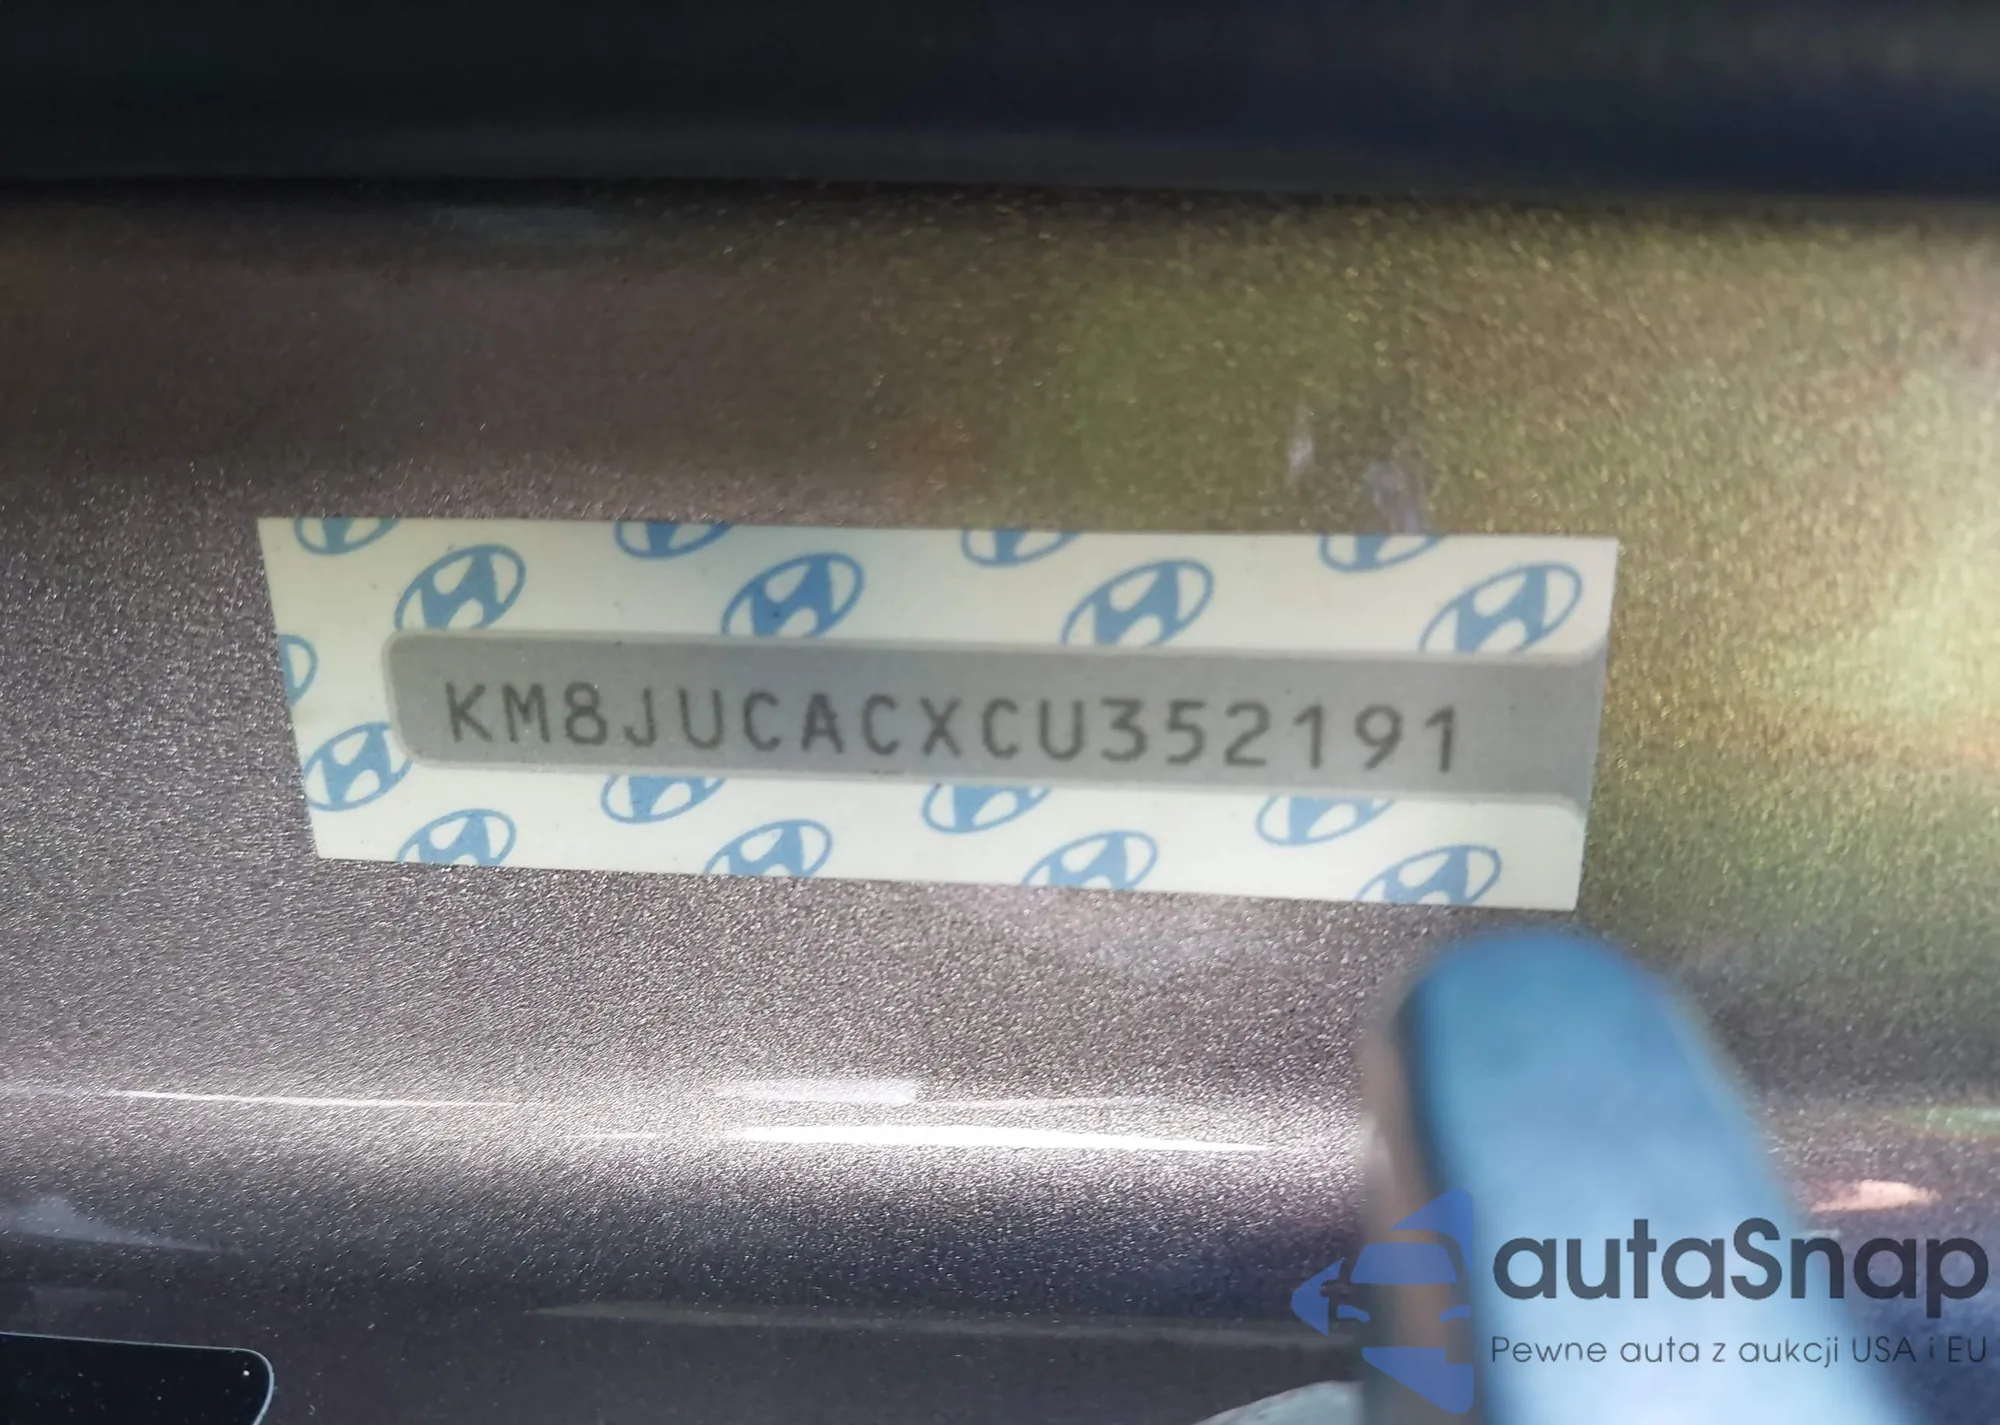 KM8JUCACXCU352191
autaSnap
Pewne auta z aukcji USA i EU